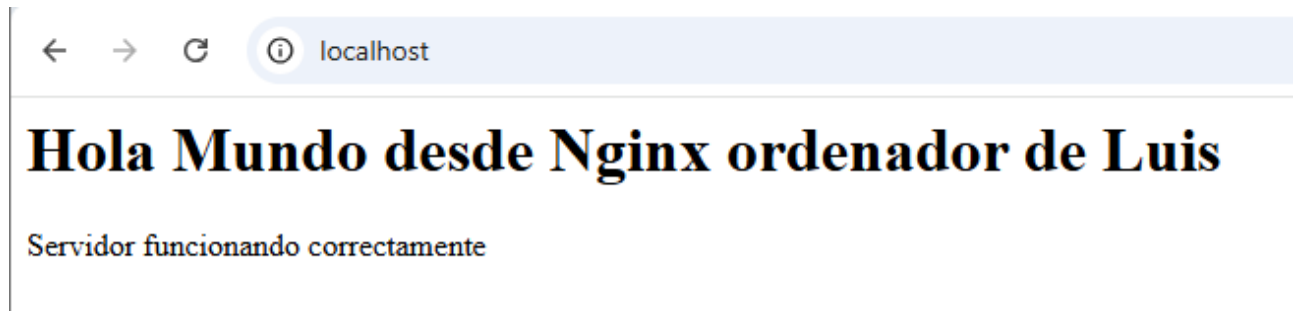 localhost
Hola Mundo desde Nginx ordenador de Luis
Servidor funcionando correctamente